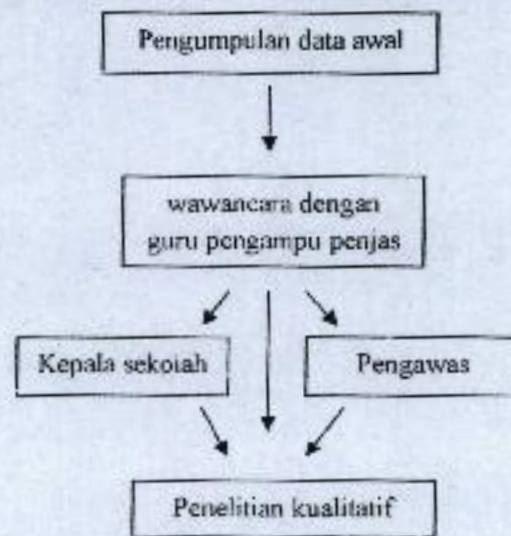 Pengumpulan data awal
wawancara dengan
guru pengampu penjas
Kepala sekolah
Pengawas
Penelitian kualitatif